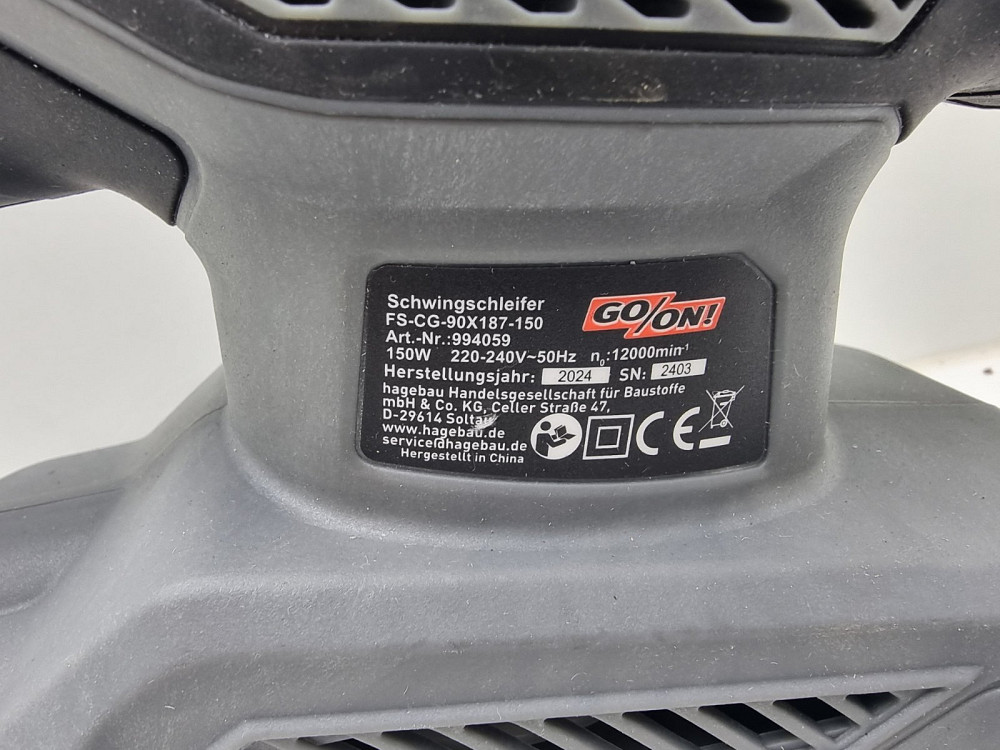 GO/ON!
Schwingschleifer
FS-CG-90X187-150
Art.-Nr.:994059
150W 220-240V~50Hz n₀:12000min⁻¹
Herstellungsjahr: 2024 SN: 2403
hagebau Handelsgesellschaft für Baustoffe
mbH & Co. KG, Celler Straße 47,
D-29614 Soltau
www.hagebau.de
service@hagebau.de
Hergestellt in China
CE